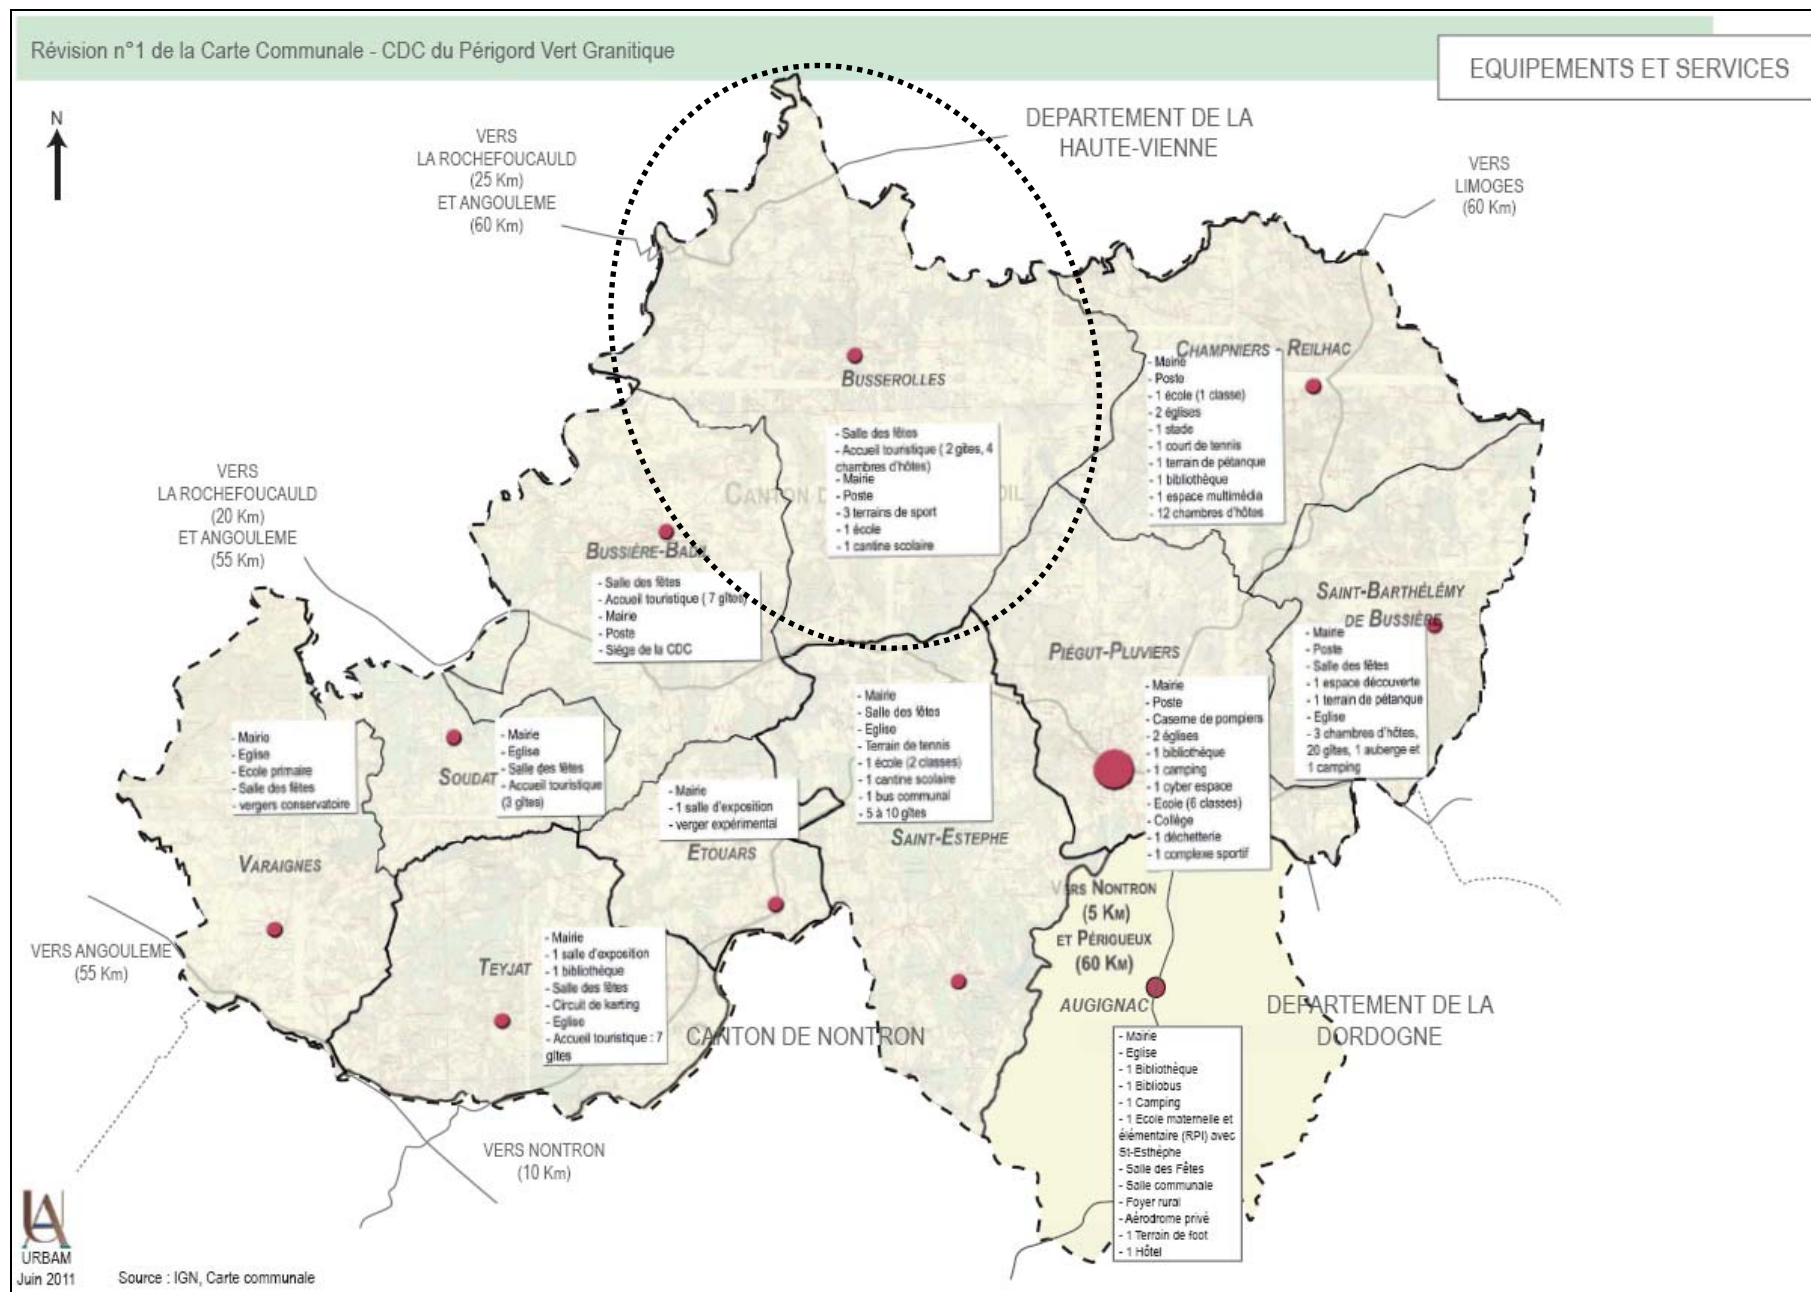 Révision n°1 de la Carte Communale - CDC du Périgord Vert Granitique
EQUIPEMENTS ET SERVICES
N
VERS
LA ROCHEFOUCAULD
(25 Km)
ET ANGOULEME
(60 Km)
DEPARTEMENT DE LA
HAUTE-VIENNE
VERS
LIMOGES
(60 Km)
BUSSEROLLES
- Salle des fêtes
- Accueil touristique ( 2 gîtes, 4
chambres d'hôtes)
- Mairie
- Poste
- 3 terrains de sport
- 1 école
- 1 cantine scolaire
CANTON D
CHAMPNIERS - REILHAC
- Mairie
- Poste
- 1 école (1 classe)
- 2 églises
- 1 stade
- 1 court de tennis
- 1 terrain de pétanque
- 1 bibliothèque
- 1 espace multimédia
- 12 chambres d'hôtes
VERS
LA ROCHEFOUCAULD
(20 Km)
ET ANGOULEME
(55 Km)
BUSSIÈRE-BADIL
- Salle des fêtes
- Accueil touristique ( 7 gîtes)
- Mairie
- Poste
- Siége de la CDC
SAINT-BARTHÉLÉMY
DE BUSSIÈRE
- Mairie
- Poste
- Salle des fêtes
- 1 espace découverte
- 1 terrain de pétanque
- Eglise
- 3 chambres d'hôtes,
20 gîtes, 1 auberge et
1 camping
PIÉGUT-PLUVIERS
- Mairie
- Poste
- Caserne de pompiers
- 2 églises
- 1 bibliothèque
- 1 camping
- 1 cyber espace
- Ecole (6 classes)
- Collège
- 1 déchetterie
- 1 complexe sportif
- Mairie
- Salle des fêtes
- Eglise
- Terrain de tennis
- 1 école (2 classes)
- 1 cantine scolaire
- 1 bus communal
- 5 à 10 gîtes
SAINT-ESTEPHE
- Mairie
- Eglise
- Ecole primaire
- Salle des fêtes
- vergers conservatoire
VARAIGNES
SOUDAT
- Mairie
- Eglise
- Salle des fêtes
- Accueil touristique
(3 gîtes)
- Mairie
- 1 salle d'exposition
- verger expérimental
ETOUARS
VERS ANGOULEME
(55 Km)
TEYJAT
- Mairie
- 1 salle d'exposition
- 1 bibliothèque
- Salle des fêtes
- Circuit de karting
- Eglise
- Accueil touristique : 7
gîtes
CANTON DE NONTRON
VERS NONTRON
(5 KM)
ET PÉRIGUEUX
(60 KM)
AUGIGNAC
DEPARTEMENT DE LA
DORDOGNE
- Mairie
- Eglise
- 1 Bibliothèque
- 1 Bibliobus
- 1 Camping
- 1 Ecole maternelle et
élémentaire (RPI) avec
St-Esthèphe
- Salle des Fêtes
- Salle communale
- Foyer rural
- Aérodrome privé
- 1 Terrain de foot
- 1 Hôtel
VERS NONTRON
(10 Km)
URBAM
Juin 2011
Source : IGN, Carte communale